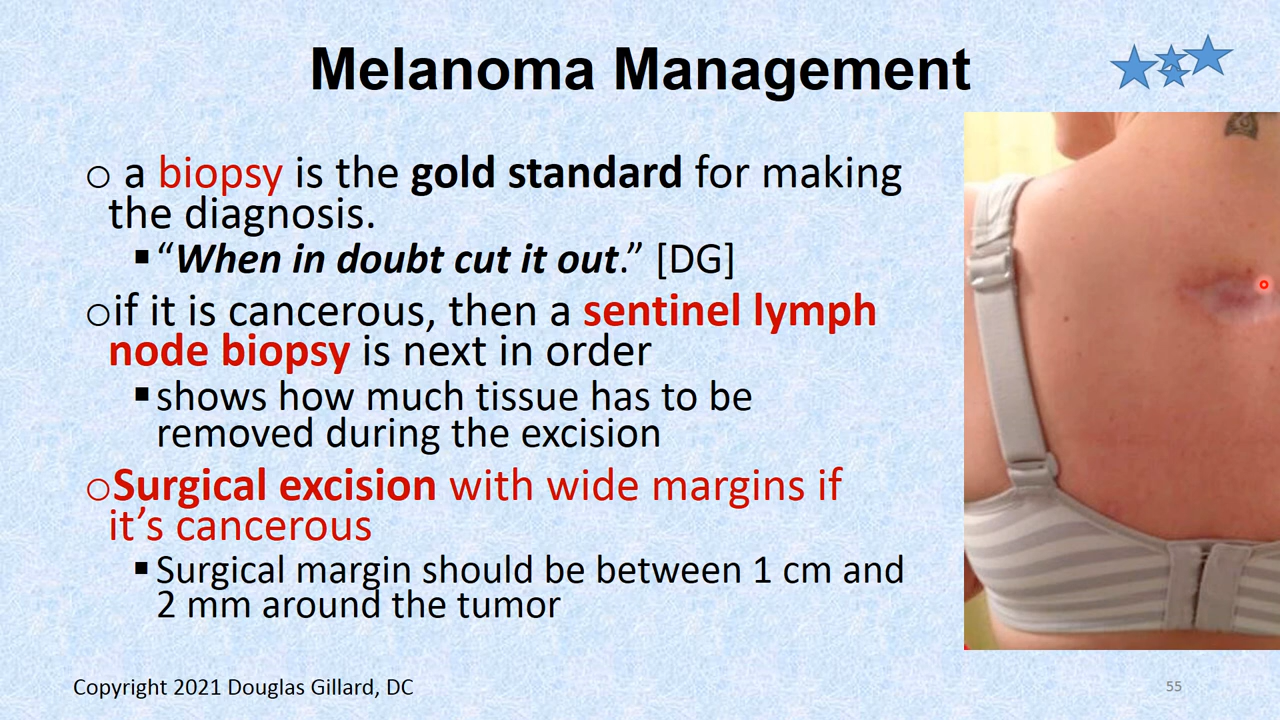 Melanoma Management
o a biopsy is the gold standard for making
the diagnosis.
▪ “When in doubt cut it out.” [DG]
o if it is cancerous, then a sentinel lymph
node biopsy is next in order
▪ shows how much tissue has to be
removed during the excision
o Surgical excision with wide margins if
it’s cancerous
▪ Surgical margin should be between 1 cm and
2 mm around the tumor
Copyright 2021 Douglas Gillard, DC
55